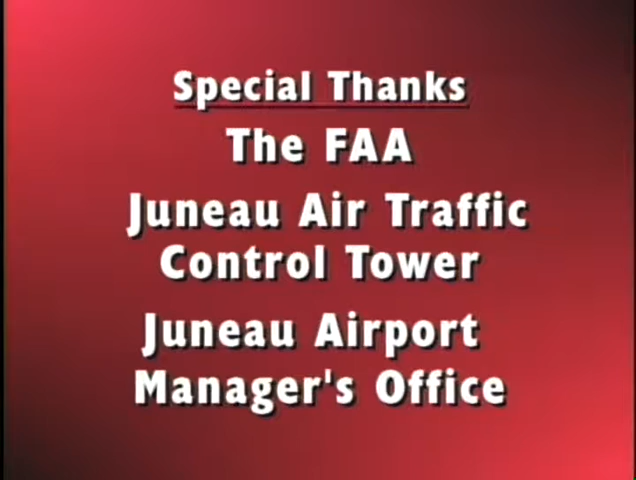 Special Thanks
The FAA
Juneau Air Traffic
Control Tower
Juneau Airport
Manager's Office